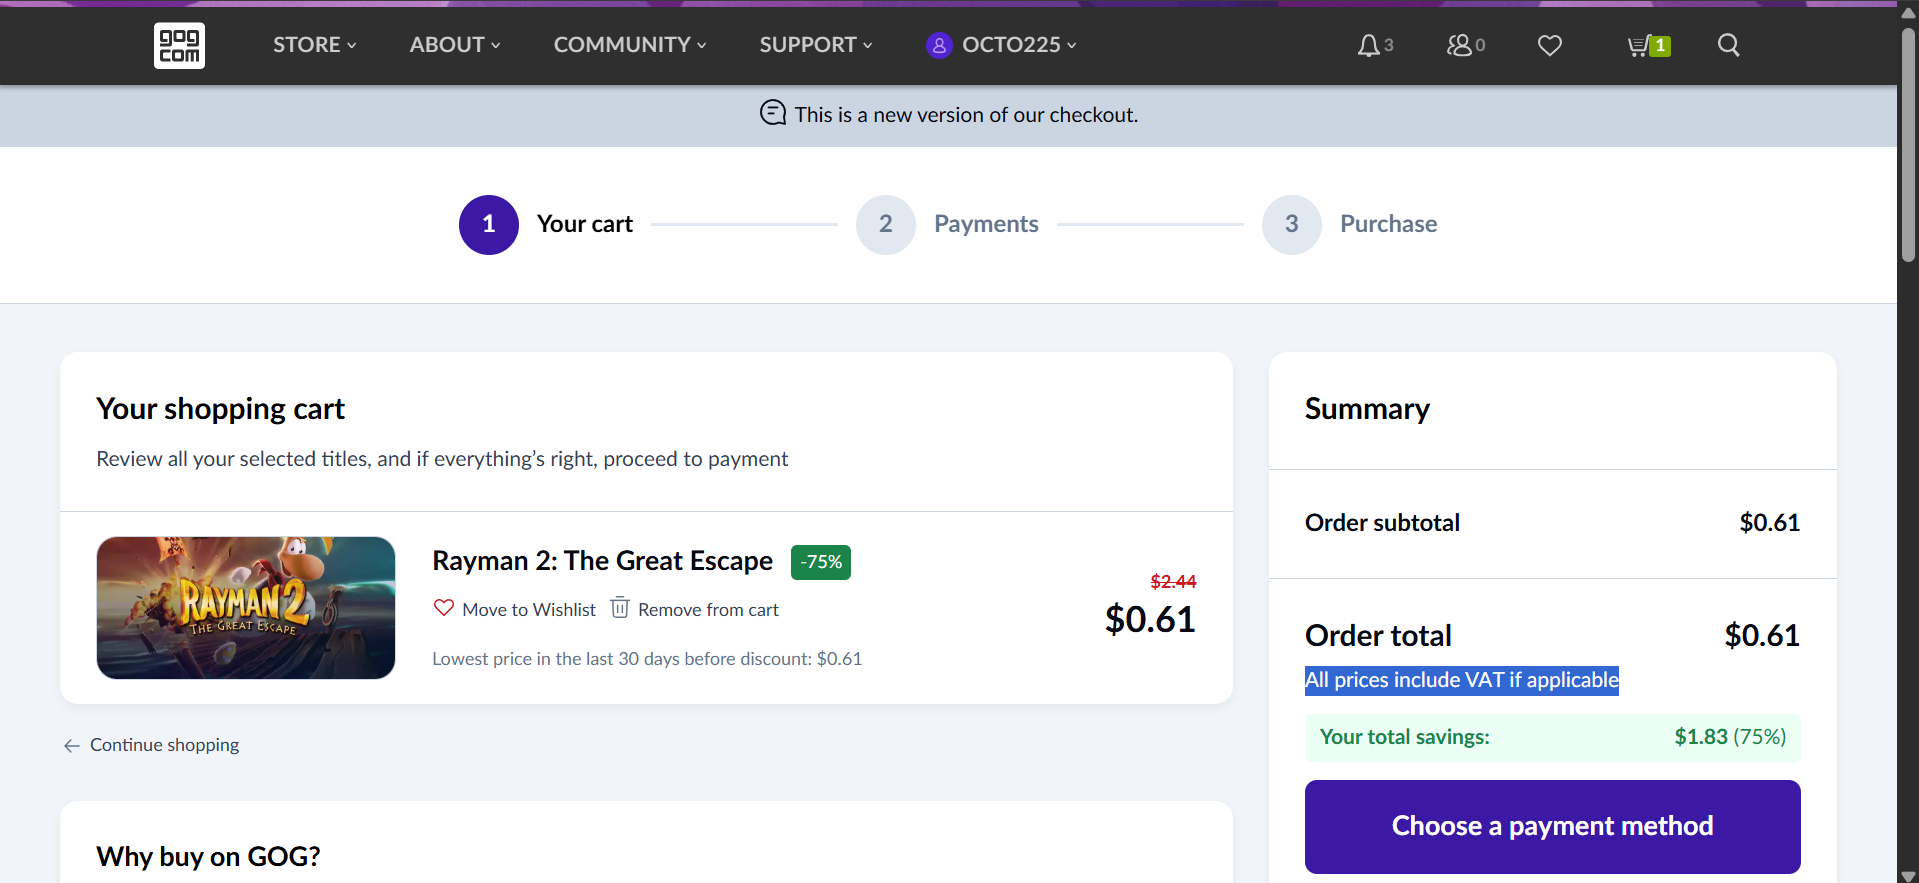 gog
com
STORE
ABOUT
COMMUNITY
SUPPORT
OCTO225
3
0
1
This is a new version of our checkout.
1
Your cart
2
Payments
3
Purchase
Your shopping cart
Review all your selected titles, and if everything’s right, proceed to payment
RAYMAN 2
THE GREAT ESCAPE
Rayman 2: The Great Escape
-75%
Move to Wishlist
Remove from cart
Lowest price in the last 30 days before discount: $0.61
$2.44
$0.61
Continue shopping
Why buy on GOG?
Summary
Order subtotal
$0.61
Order total
$0.61
All prices include VAT if applicable
Your total savings:
$1.83 (75%)
Choose a payment method